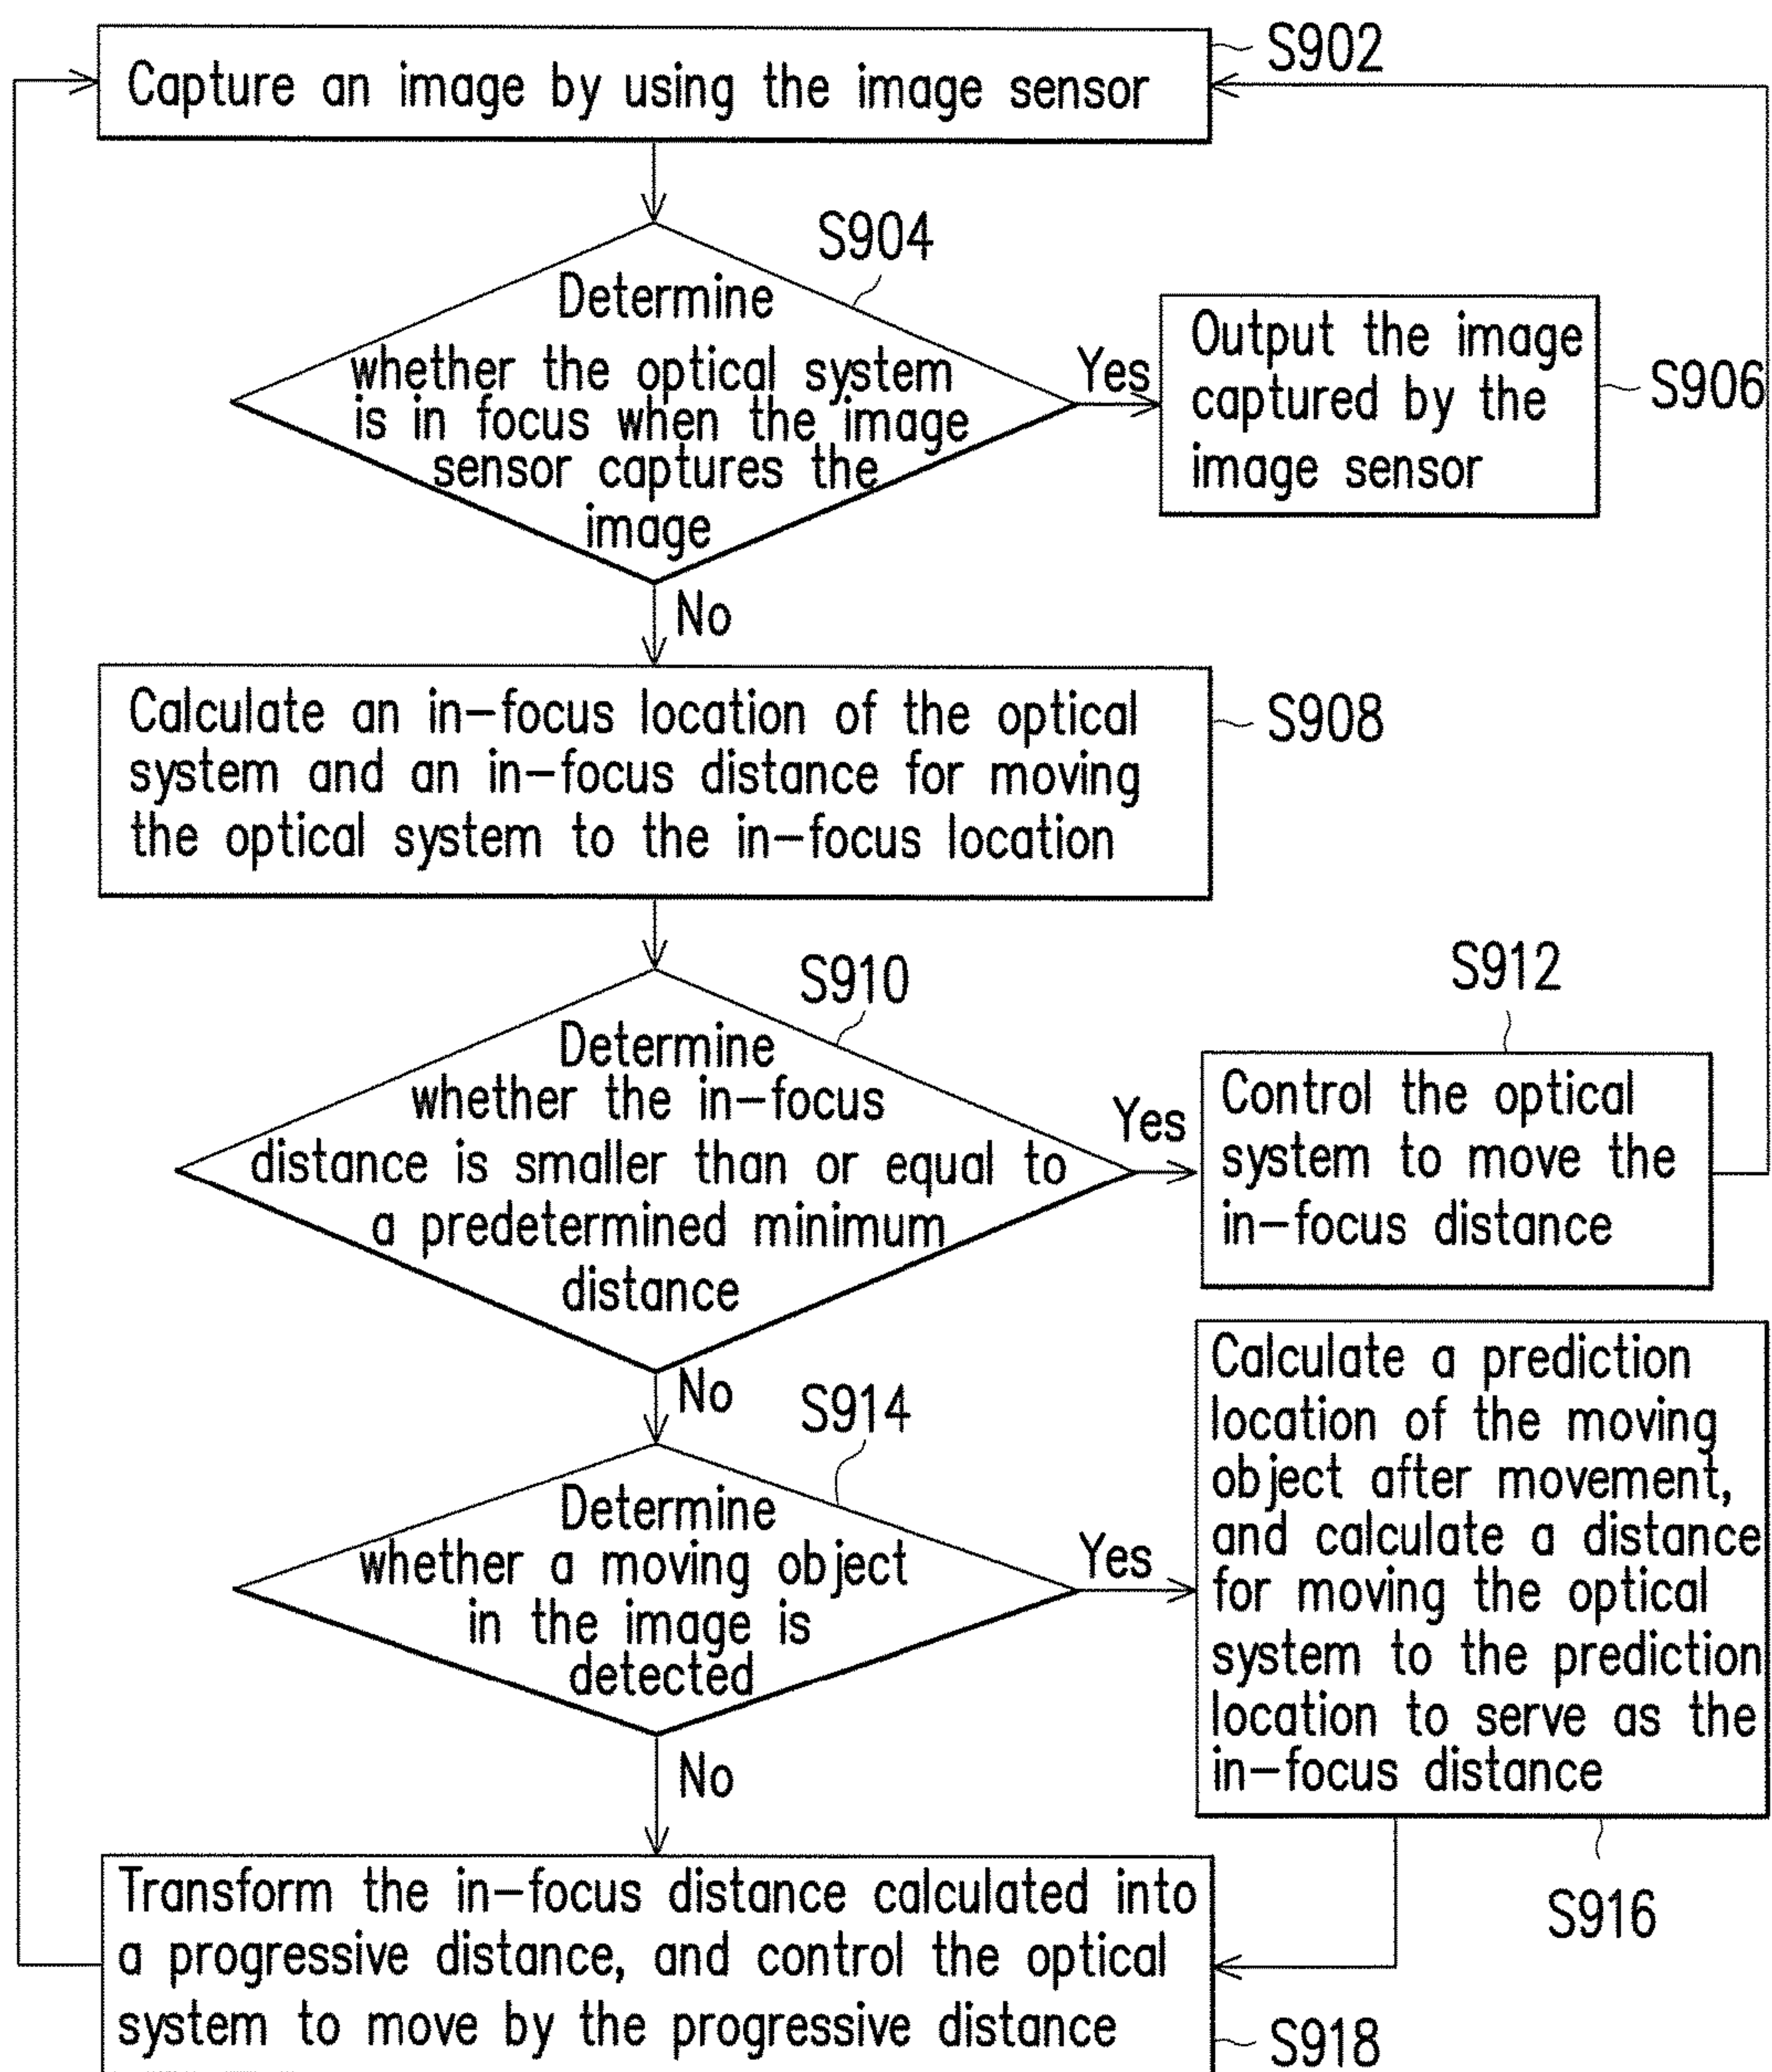 S902
Capture an image by using the image sensor
S904
Determine
whether the optical system
is in focus when the image
sensor captures the
image
Yes
Output the image
captured by the
image sensor
S906
No
Calculate an in-focus location of the optical
system and an in-focus distance for moving
the optical system to the in-focus location
S908
S910
Determine
whether the in-focus
distance is smaller than or equal to
a predetermined minimum
distance
Yes
S912
Control the optical
system to move the
in-focus distance
No
S914
Determine
whether a moving object
in the image is
detected
Yes
Calculate a prediction
location of the moving
object after movement,
and calculate a distance
for moving the optical
system to the prediction
location to serve as the
in-focus distance
S916
No
Transform the in-focus distance calculated into
a progressive distance, and control the optical
system to move by the progressive distance
S918